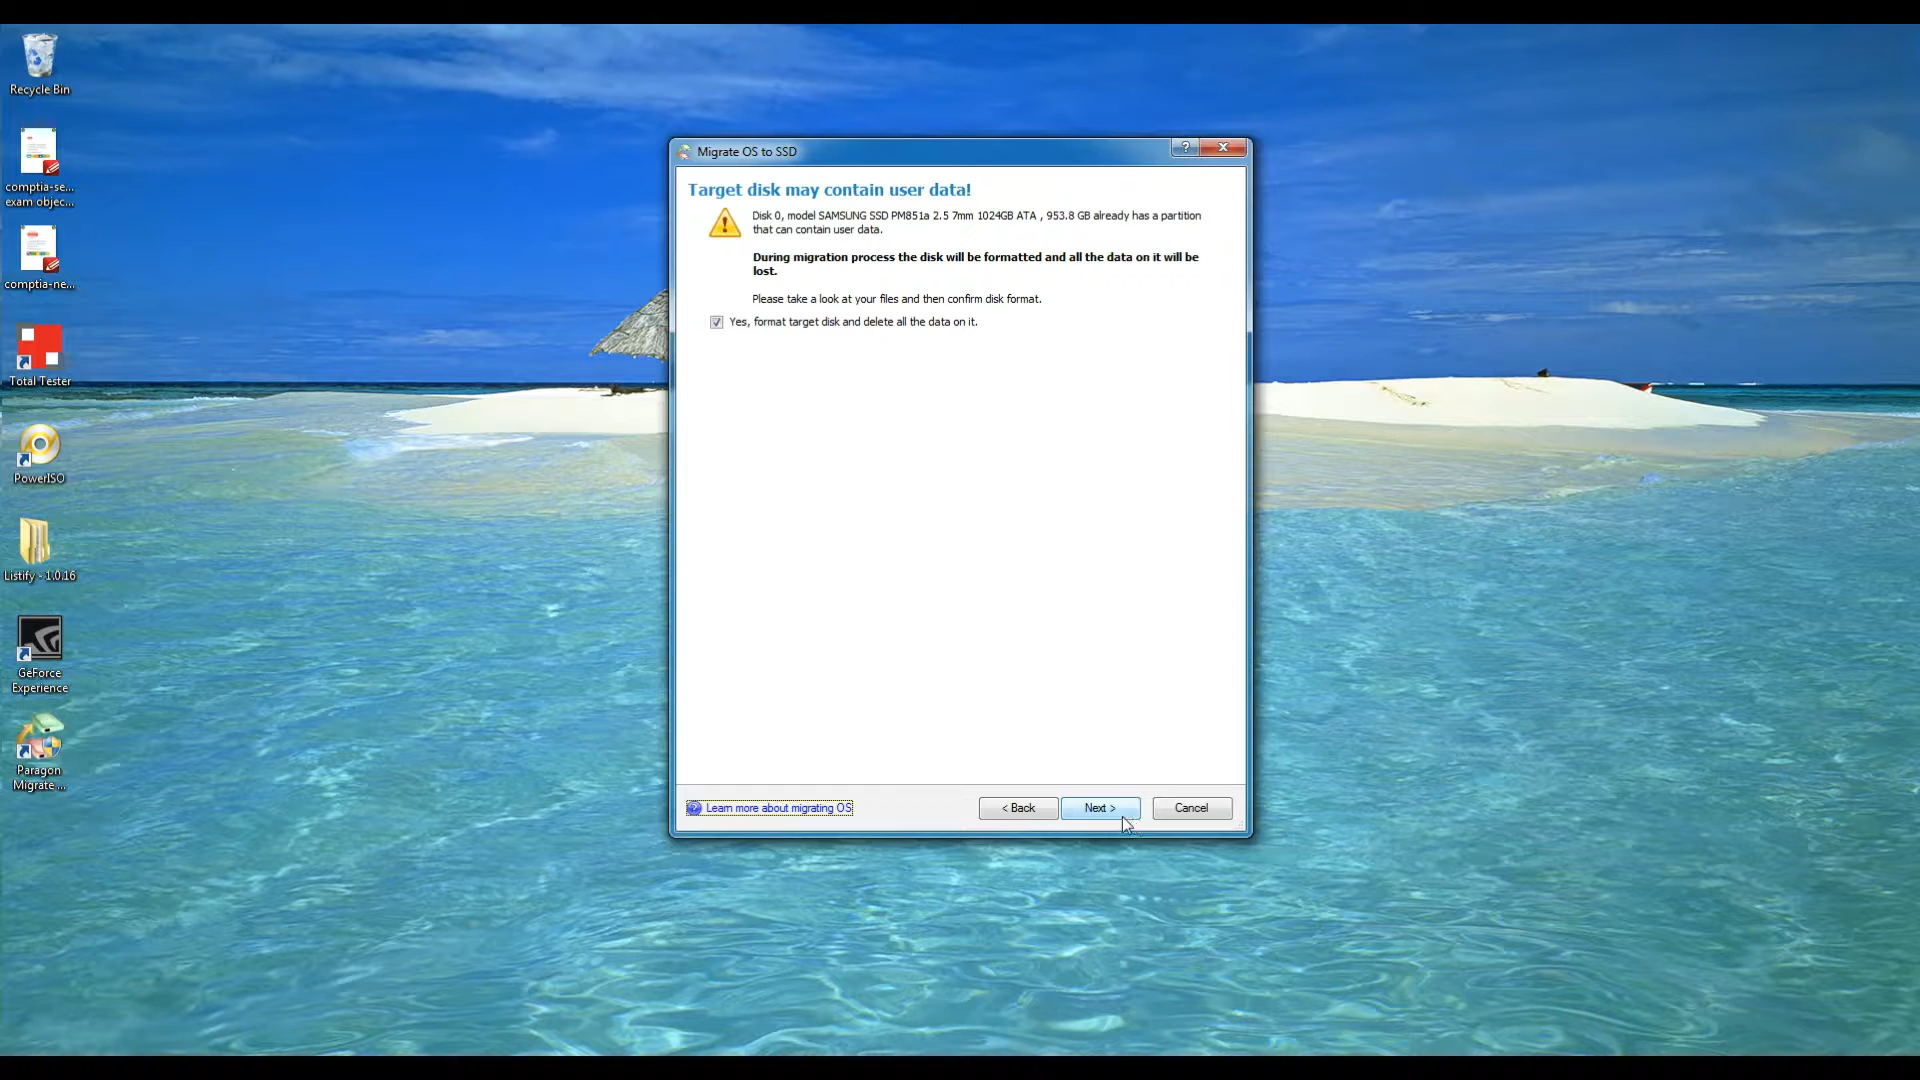 Recycle Bin
comptia-se...
exam objec...
comptia-ne...
Total Tester
PowerISO
Listify - 1.0.16
GeForce
Experience
Paragon
Migrate ...
Migrate OS to SSD
?
Target disk may contain user data!
Disk 0, model SAMSUNG SSD PM851a 2.5 7mm 1024GB ATA , 953.8 GB already has a partition
that can contain user data.
During migration process the disk will be formatted and all the data on it will be
lost.
Please take a look at your files and then confirm disk format.
Yes, format target disk and delete all the data on it.
Learn more about migrating OS
< Back
Next >
Cancel